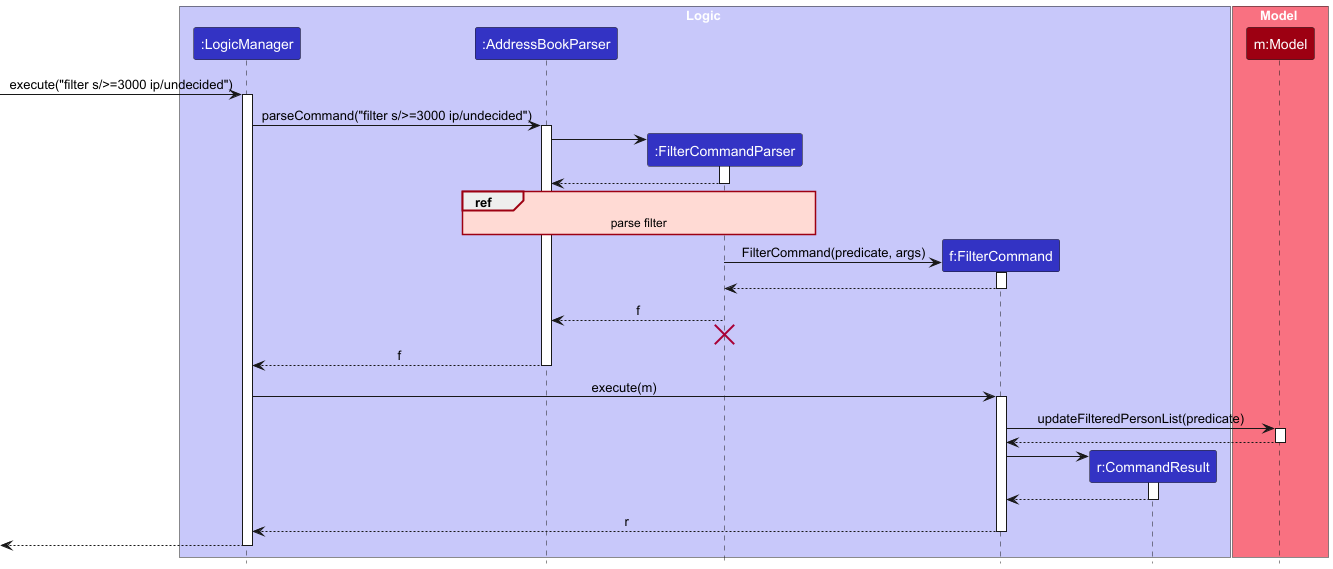 Logic
Model
:LogicManager
:AddressBookParser
m:Model
execute("filter s/>=3000 ip/undecided")
parseCommand("filter s/>=3000 ip/undecided")
:FilterCommandParser
ref
parse filter
FilterCommand(predicate, args)
f:FilterCommand
f
f
execute(m)
updateFilteredPersonList(predicate)
r:CommandResult
r